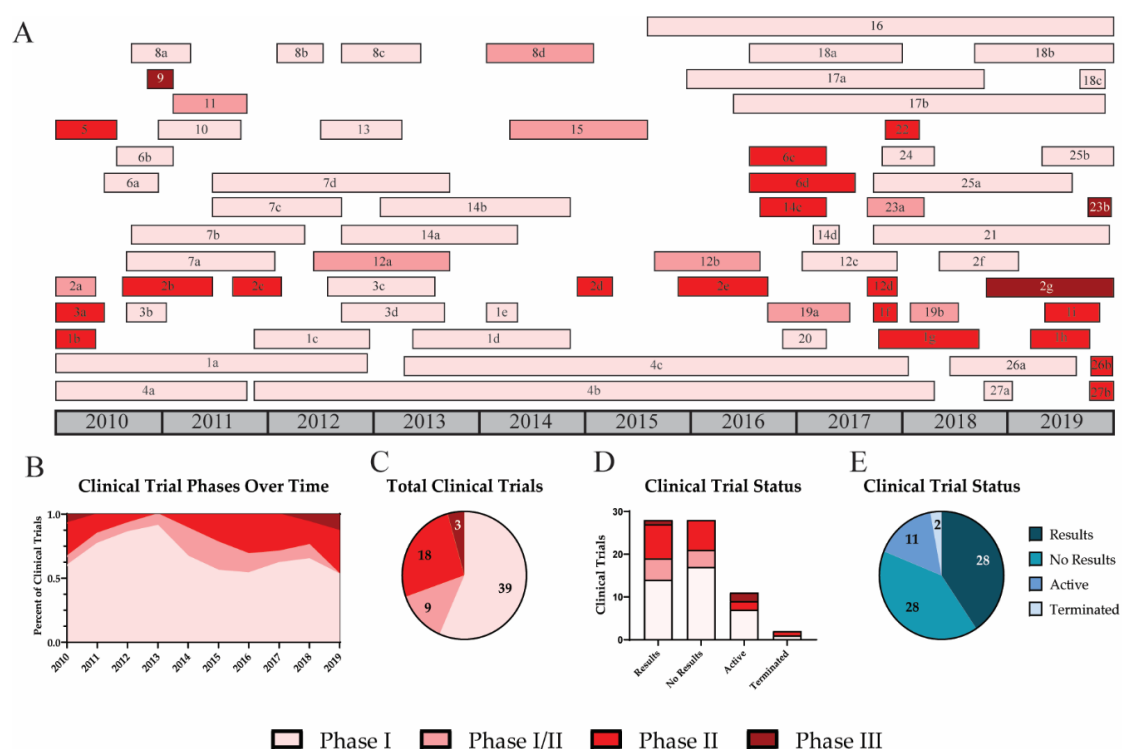 A
16
8a 8b 8c 8d 18a 18b
9 17a 18c
11 17b
5 10 13 15 22
6b 6c 24 25b
6a 7d 6d 25a
7c 14b 14c 23a 23b
7b 14a 14d 21
7a 12a 12b 12c 2f
2a 2b 2c 3c 2d 2e 12d 2g
3a 3b 3d 1e 19a 19b
1b 1c 1d 20 1g
1a 4c 26a 26b
4a 4b 27a 27b
2010 2011 2012 2013 2014 2015 2016 2017 2018 2019
B
Clinical Trial Phases Over Time
Percent of Clinical Trials
1.0
0.5
0.0
2010 2011 2012 2013 2014 2015 2016 2017 2018 2019
C
Total Clinical Trials
3
18
39
9
D
Clinical Trial Status
Clinical Trials
30
20
10
0
Results No Results Active Terminated
E
Clinical Trial Status
2
11
28
28
Results
No Results
Active
Terminated
Phase I Phase I/II Phase II Phase III